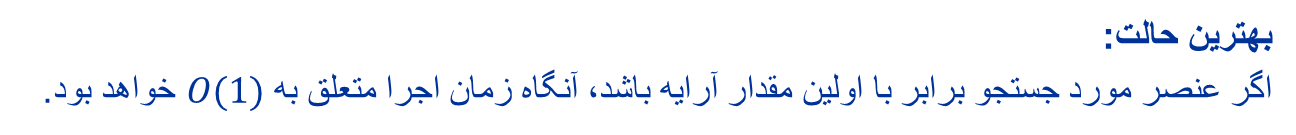 بهترین حالت:
اگر عنصر مورد جستجو برابر با اولین مقدار آرایه باشد، آنگاه زمان اجرا متعلق به O(1) خواهد بود.